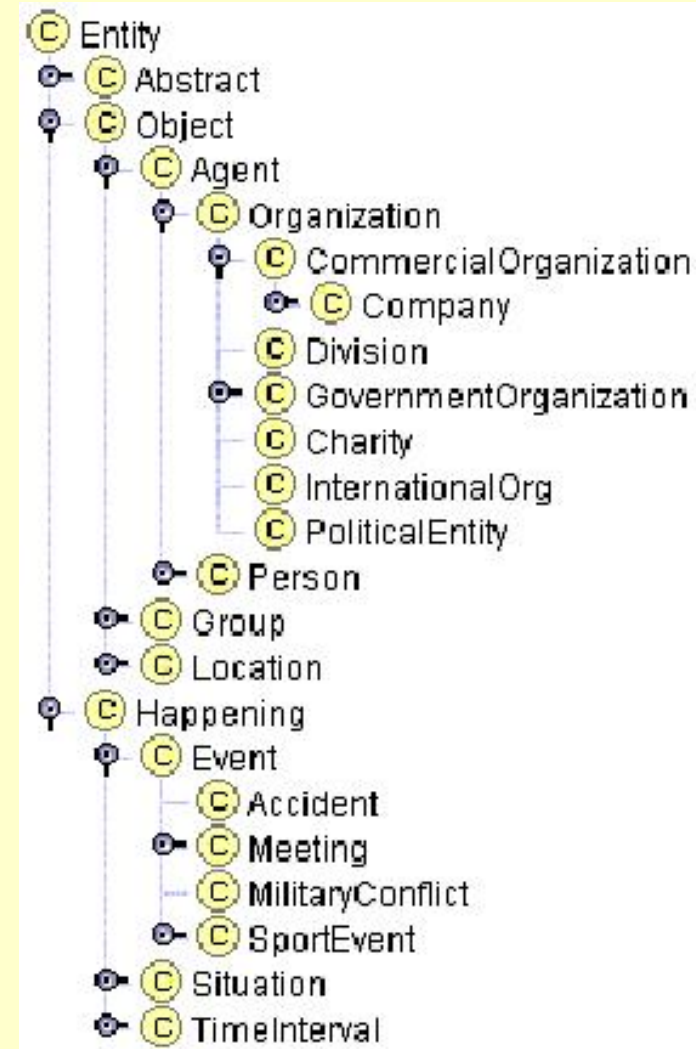 C Entity
C Abstract
C Object
C Agent
C Organization
C CommercialOrganization
C Company
C Division
C GovernmentOrganization
C Charity
C InternationalOrg
C PoliticalEntity
C Person
C Group
C Location
C Happening
C Event
C Accident
C Meeting
C MilitaryConflict
C SportEvent
C Situation
C TimeInterval